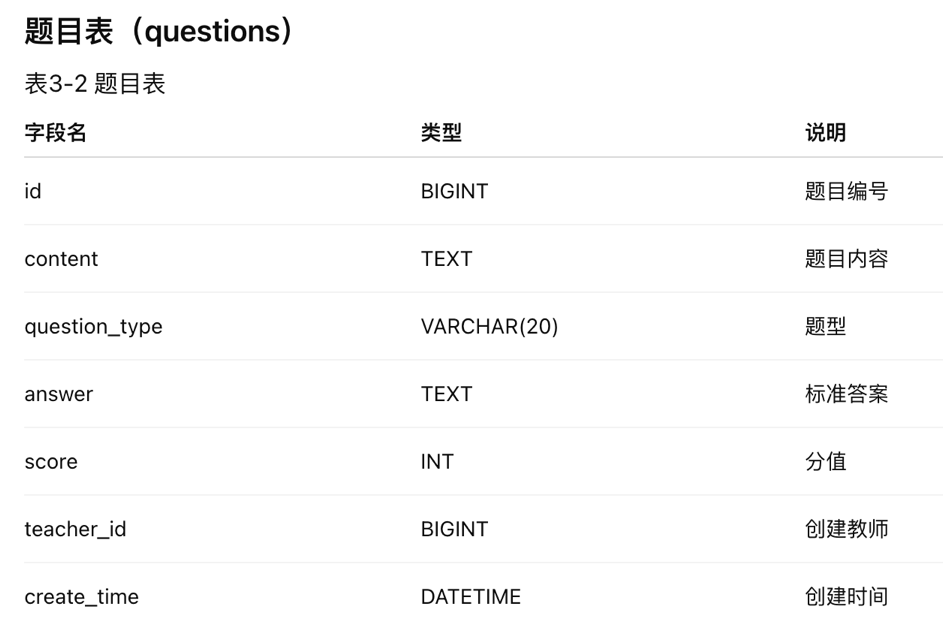 题目表（questions）
表3-2 题目表
字段名 类型 说明
id BIGINT 题目编号
content TEXT 题目内容
question_type VARCHAR(20) 题型
answer TEXT 标准答案
score INT 分值
teacher_id BIGINT 创建教师
create_time DATETIME 创建时间